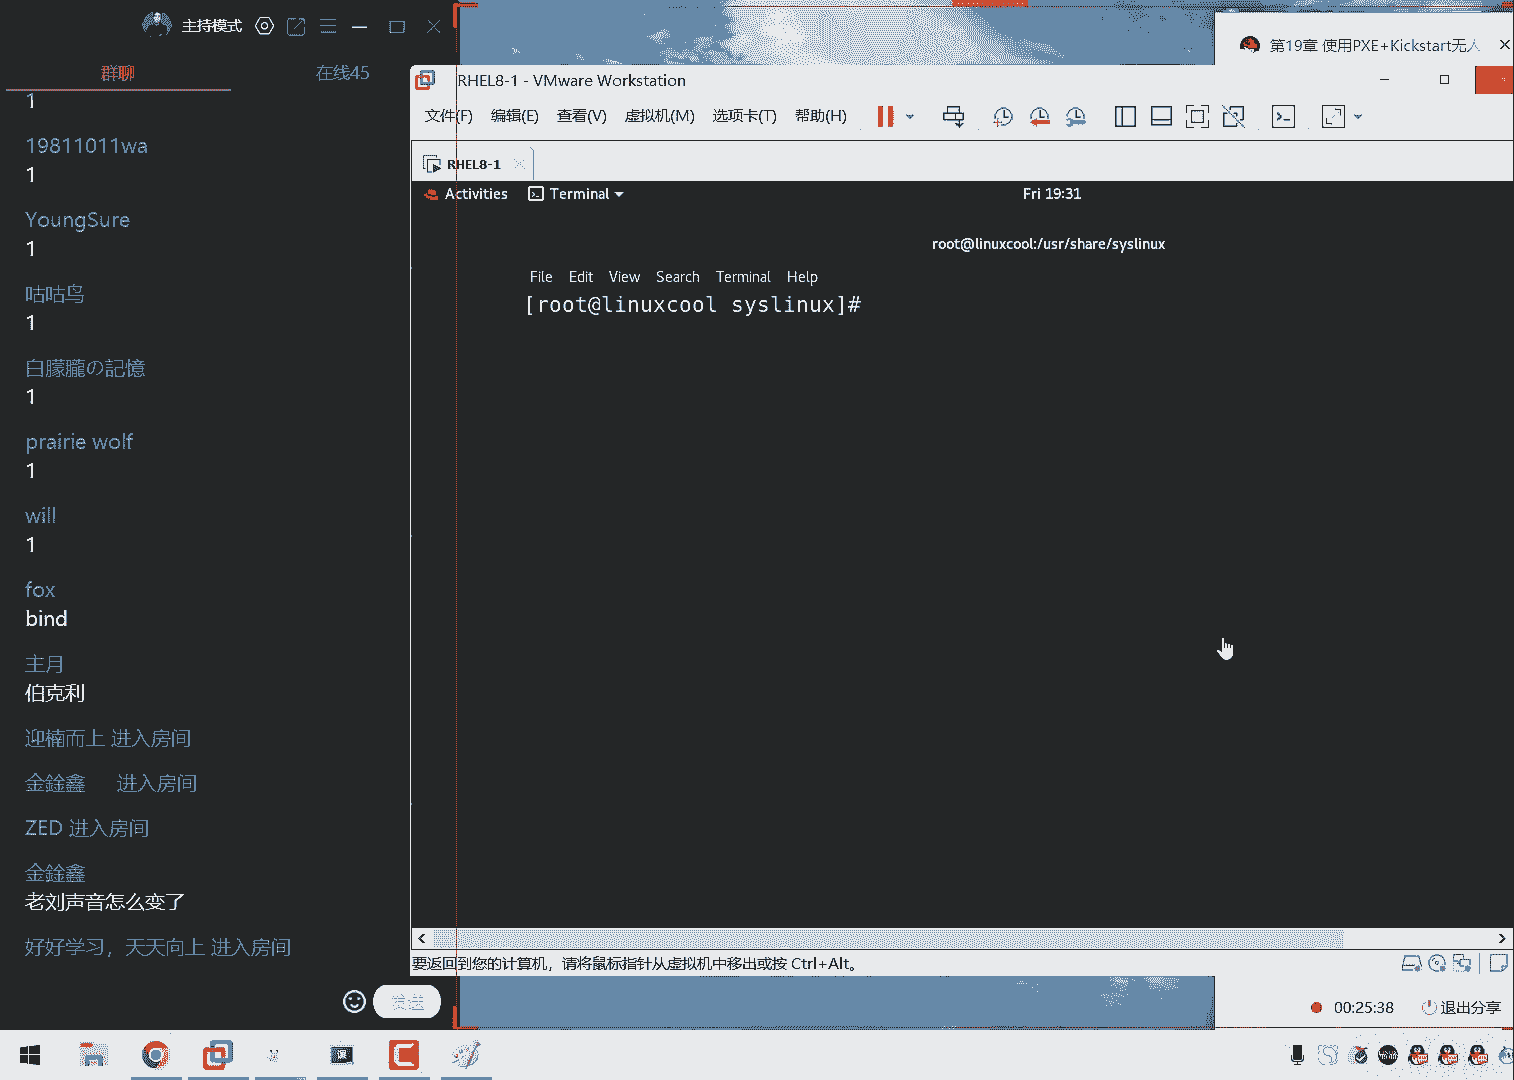 主持模式
群聊
在线45
1
19811011wa
1
YoungSure
1
咕咕鸟
1
白朦朧の記憶
1
prairie wolf
1
will
1
fox
bind
主月
伯克利
迎楠而上 进入房间
金銓鑫 进入房间
ZED 进入房间
金銓鑫
老刘声音怎么变了
好好学习，天天向上 进入房间
发送
第19章 使用PXE+Kickstart无人
RHEL8-1 - VMware Workstation
文件(F) 编辑(E) 查看(V) 虚拟机(M) 选项卡(T) 帮助(H)
RHEL8-1
Activities Terminal Fri 19:31
root@linuxcool:/usr/share/syslinux
File Edit View Search Terminal Help
[root@linuxcool syslinux]#
要返回到您的计算机，请将鼠标指针从虚拟机中移出或按 Ctrl+Alt。
00:25:38 退出分享